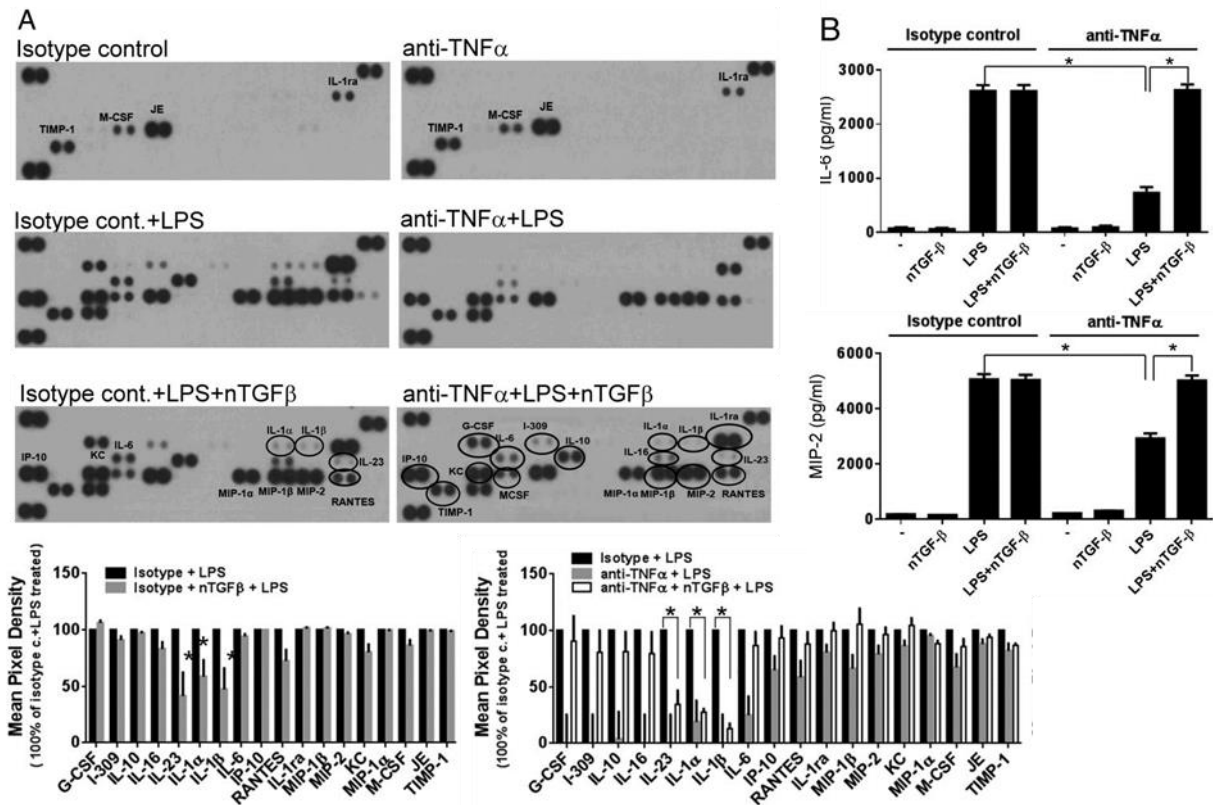 A
Isotype control
IL-1ra
M-CSF
JE
TIMP-1
anti-TNFα
IL-1ra
M-CSF
JE
TIMP-1
Isotype cont.+LPS
anti-TNFα+LPS
Isotype cont.+LPS+nTGFβ
IL-1α
IL-1β
IP-10
KC
IL-6
IL-23
MIP-1α
MIP-1β
MIP-2
RANTES
anti-TNFα+LPS+nTGFβ
G-CSF
IL-6
I-309
IL-10
IL-1α
IL-1β
IL-1ra
IP-10
KC
IL-16
IL-23
MCSF
TIMP-1
MIP-1α
MIP-1β
MIP-2
RANTES
Mean Pixel Density
(100% of isotype c.+LPS treated)
150
100
50
0
Isotype + LPS
Isotype + nTGFβ + LPS
*
*
*
G-CSF
I-309
IL-10
IL-16
IL-23
IL-1α
IL-1β
IL-6
IP-10
RANTES
IL-1ra
MIP-1β
MIP-2
KC
MIP-1α
M-CSF
JE
TIMP-1
Mean Pixel Density
(100% of isotype c.+ LPS treated)
150
100
50
0
Isotype + LPS
anti-TNFα + LPS
anti-TNFα + nTGFβ + LPS
*
*
*
G-CSF
I-309
IL-10
IL-16
IL-23
IL-1α
IL-1β
IL-6
IP-10
RANTES
IL-1ra
MIP-1β
MIP-2
KC
MIP-1α
M-CSF
JE
TIMP-1
B
Isotype control
anti-TNFα
*
*
IL-6 (pg/ml)
3000
2000
1000
0
-
nTGF-β
LPS
LPS+nTGF-β
-
nTGF-β
LPS
LPS+nTGF-β
Isotype control
anti-TNFα
*
*
MIP-2 (pg/ml)
6000
4000
2000
0
-
nTGF-β
LPS
LPS+nTGF-β
-
nTGF-β
LPS
LPS+nTGF-β